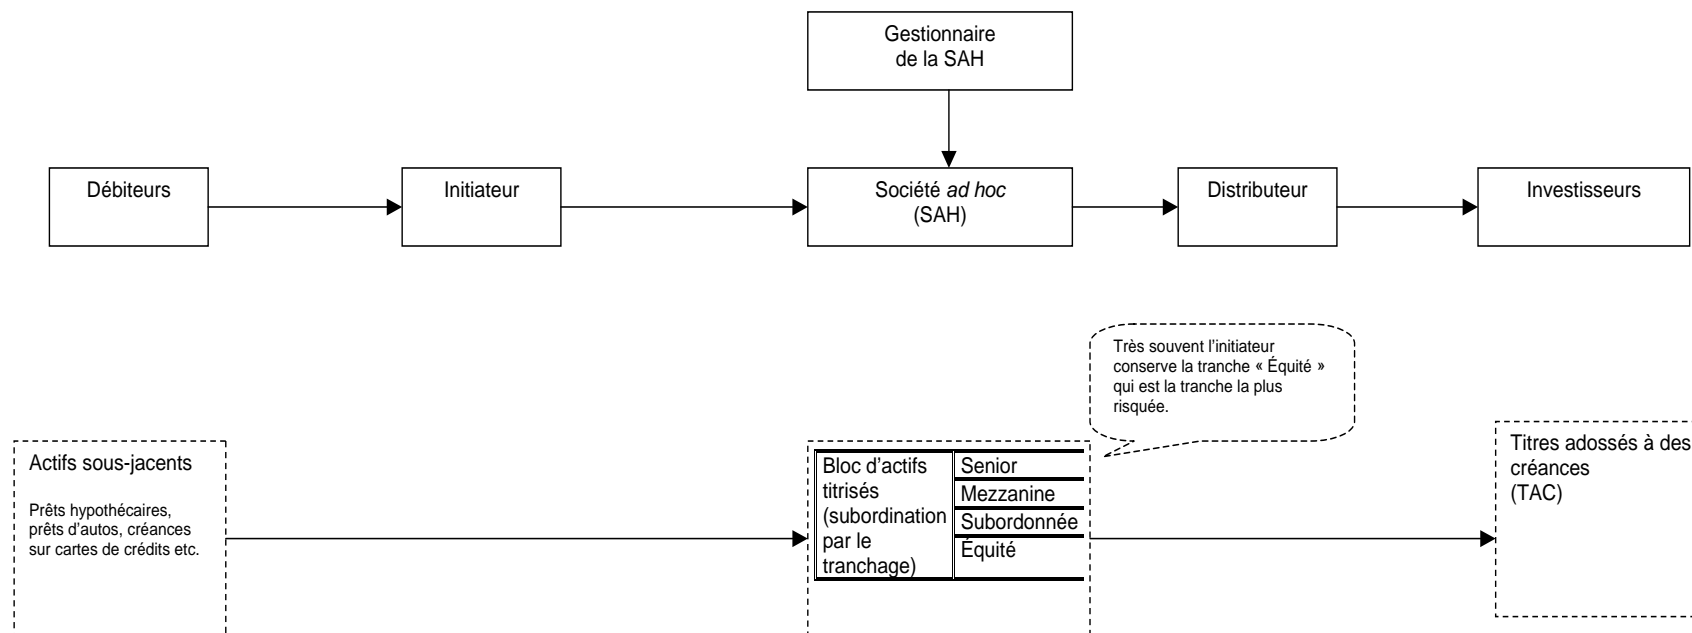 Gestionnaire
de la SAH
Débiteurs
Initiateur
Société ad hoc
(SAH)
Distributeur
Investisseurs
Très souvent l’initiateur
conserve la tranche « Équité »
qui est la tranche la plus
risquée.
Actifs sous-jacents
Prêts hypothécaires,
prêts d’autos, créances
sur cartes de crédits etc.
Bloc d’actifs
titrisés
(subordination
par le
tranchage)
Senior
Mezzanine
Subordonnée
Équité
Titres adossés à des
créances
(TAC)